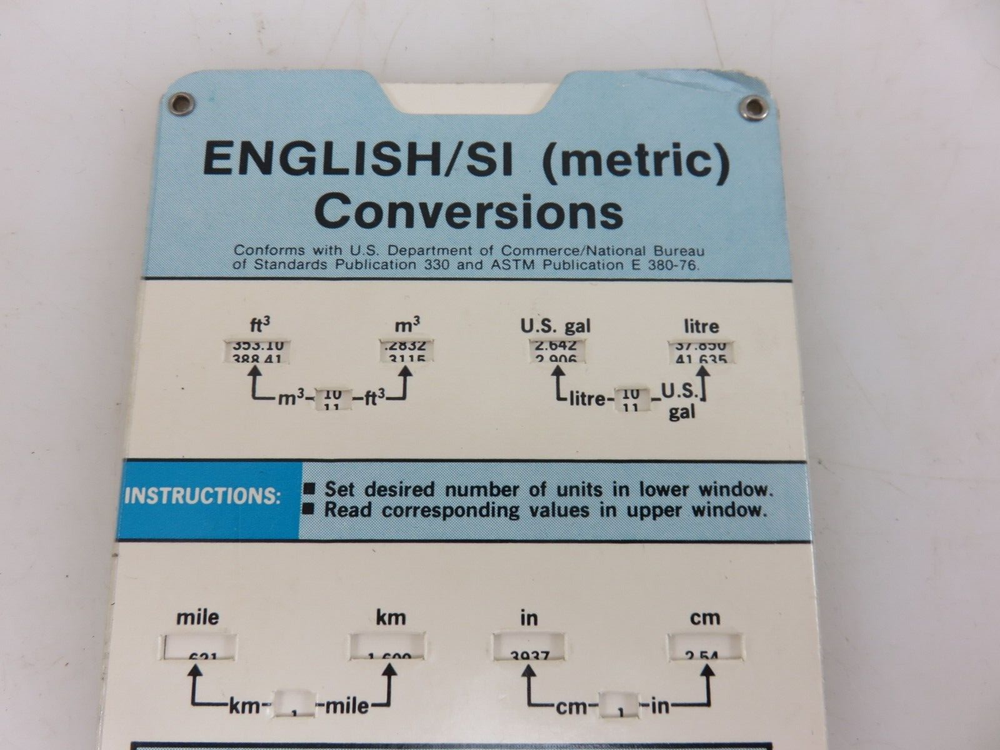 ENGLISH/SI (metric)
Conversions
Conforms with U.S. Department of Commerce/National Bureau
of Standards Publication 330 and ASTM Publication E 380-76.
ft³ m³ U.S. gal litre
353.10 .2832 2.642 37.850
388.41 .3115 2.906 41.635
m³ 10 ft³ litre 10 U.S.
11 11 gal
INSTRUCTIONS: ■ Set desired number of units in lower window.
■ Read corresponding values in upper window.
mile km in cm
.621 1.609 .3937 2.54
km 1 mile cm 1 in